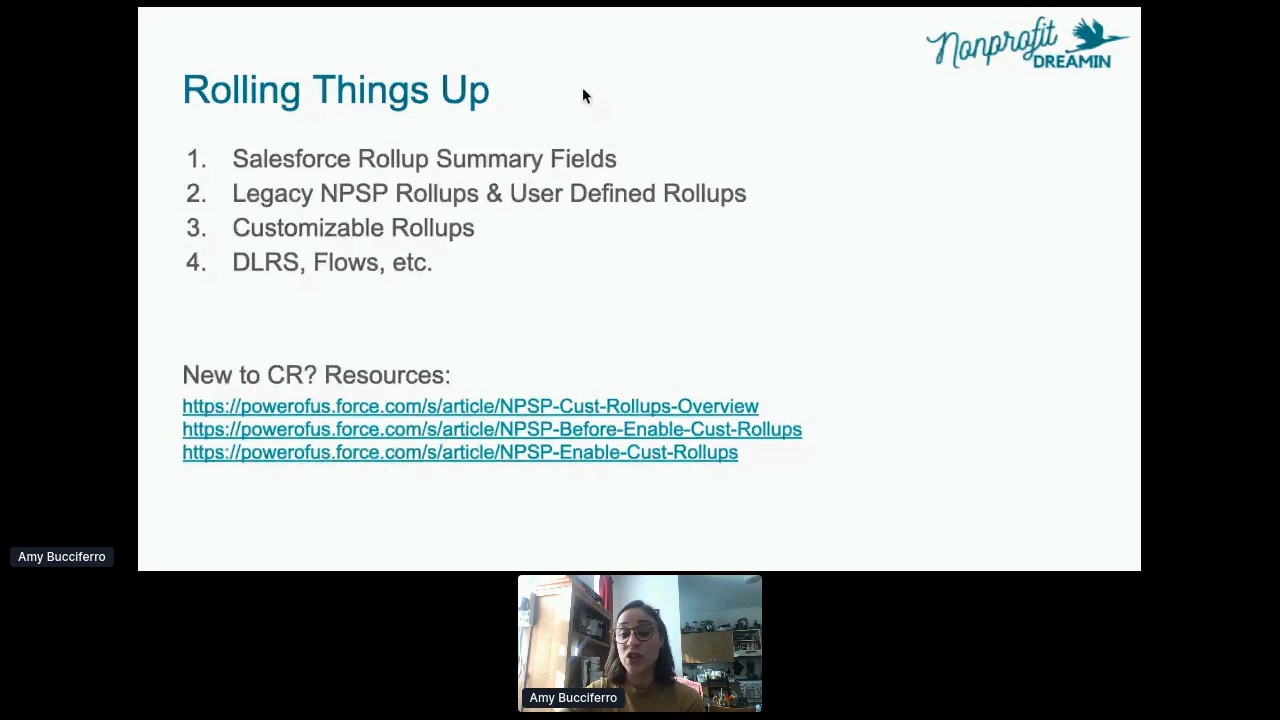 Nonprofit
DREAMIN
Rolling Things Up
1. Salesforce Rollup Summary Fields
2. Legacy NPSP Rollups & User Defined Rollups
3. Customizable Rollups
4. DLRS, Flows, etc.
New to CR? Resources:
https://powerofus.force.com/s/article/NPSP-Cust-Rollups-Overview
https://powerofus.force.com/s/article/NPSP-Before-Enable-Cust-Rollups
https://powerofus.force.com/s/article/NPSP-Enable-Cust-Rollups
Amy Bucciferro
Amy Bucciferro